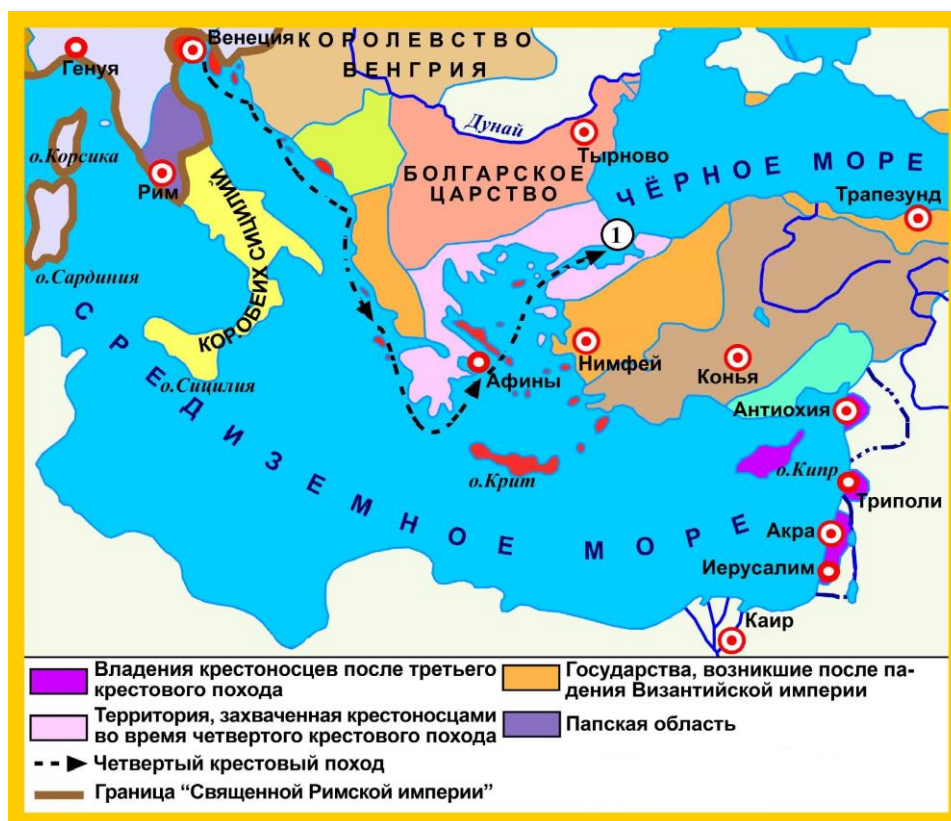 Венеция
Генуя
КОРОЛЕВСТВО
ВЕНГРИЯ
Дунай
о.Корсика
Рим
БОЛГАРСКОЕ
ЦАРСТВО
Тырново
ЧЁРНОЕ МОРЕ
Трапезунд
1
о.Сардиния
КОРОБЕИХ СИЦИЛИЙ
о.Сицилия
Афины
Нимфей
Конья
Антиохия
о.Крит
о.Кипр
Триполи
Акра
Иерусалим
СРЕДИЗЕМНОЕ МОРЕ
Каир
Владения крестоносцев после третьего
крестового похода
Территория, захваченная крестоносцами
во время четвертого крестового похода
Четвертый крестовый поход
Граница “Священной Римской империи”
Государства, возникшие после па-
дения Византийской империи
Папская область